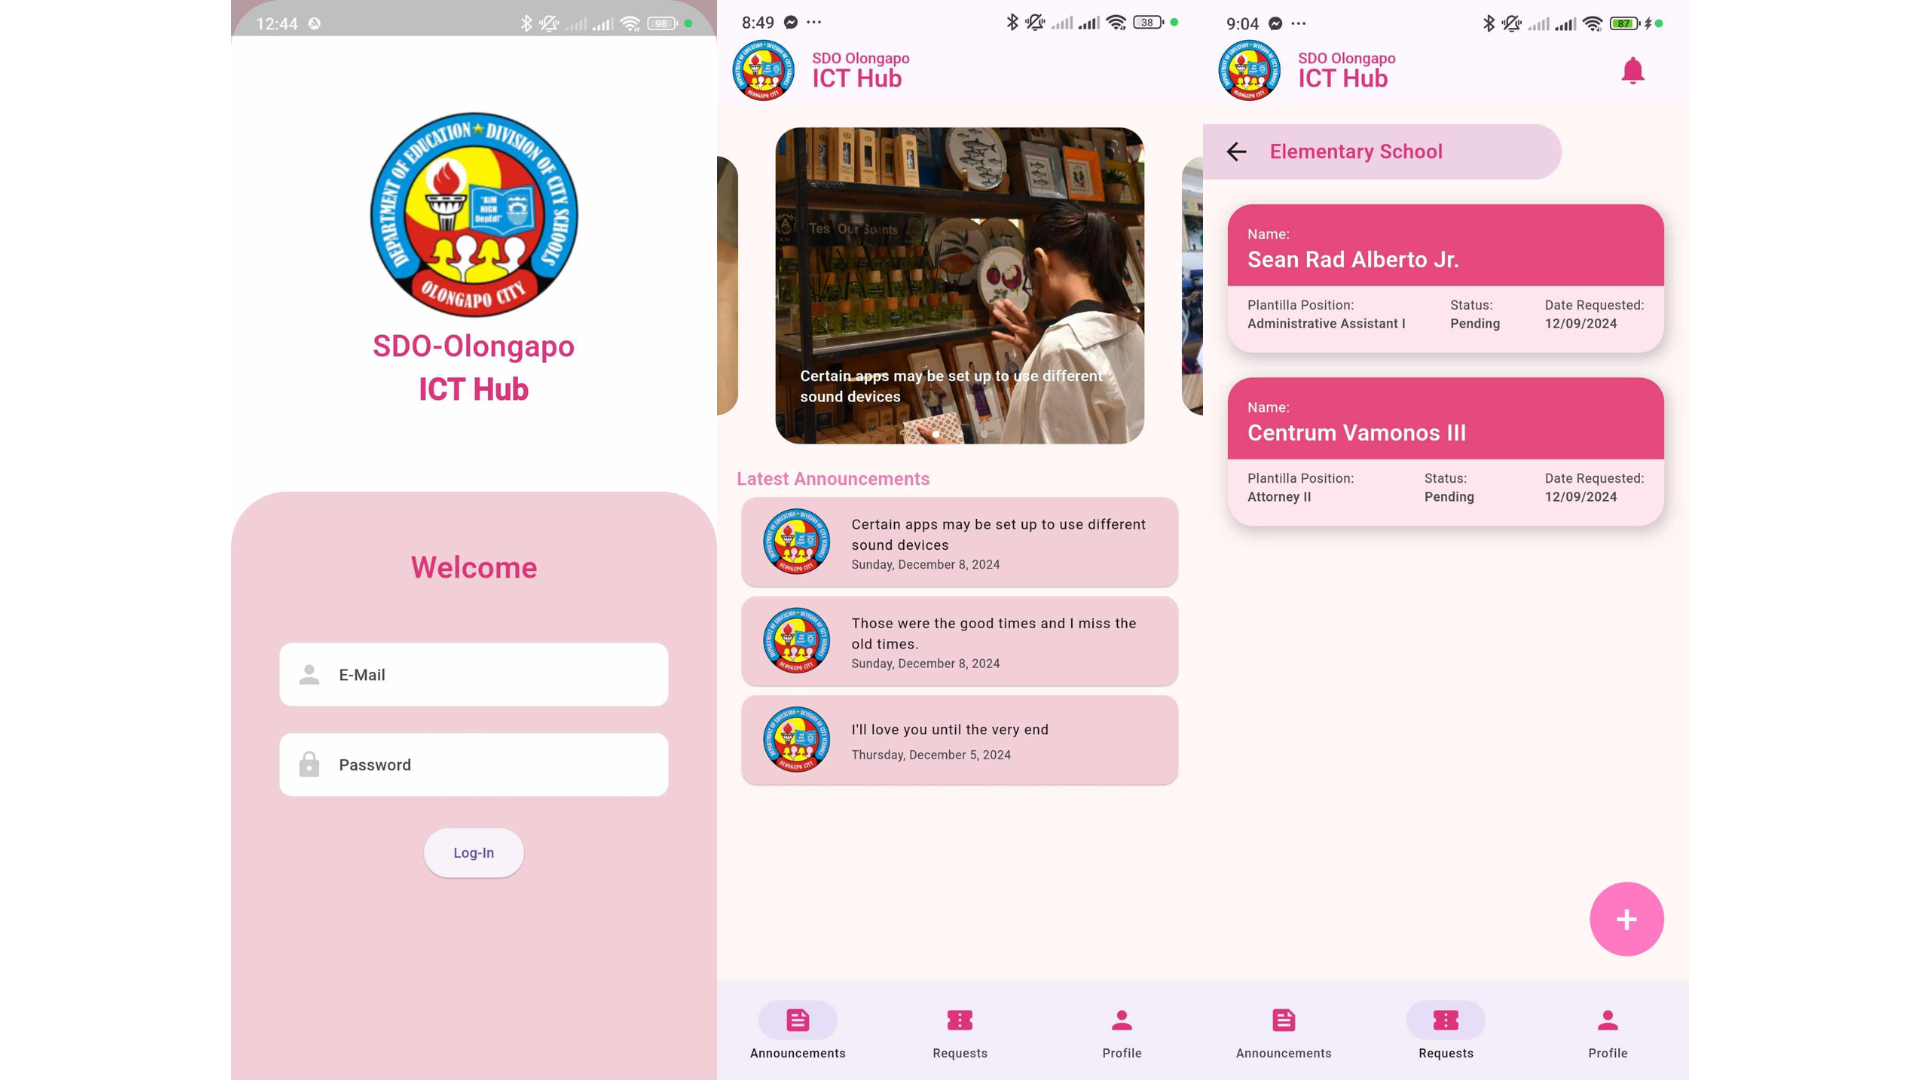 12:44
98
DEPARTMENT OF EDUCATION ★ DIVISION OF CITY SCHOOLS
"AIM
HIGH
DepEd!"
OLONGAPO CITY
SDO-Olongapo
ICT Hub
Welcome
E-Mail
Password
Log-In
8:49
38
SDO Olongapo
ICT Hub
Certain apps may be set up to use different
sound devices
Latest Announcements
Certain apps may be set up to use different
sound devices
Sunday, December 8, 2024
Those were the good times and I miss the
old times.
Sunday, December 8, 2024
I'll love you until the very end
Thursday, December 5, 2024
Announcements
Requests
Profile
9:04
87
SDO Olongapo
ICT Hub
Elementary School
Name:
Sean Rad Alberto Jr.
Plantilla Position: Status: Date Requested:
Administrative Assistant I Pending 12/09/2024
Name:
Centrum Vamonos III
Plantilla Position: Status: Date Requested:
Attorney II Pending 12/09/2024
+
Announcements
Requests
Profile